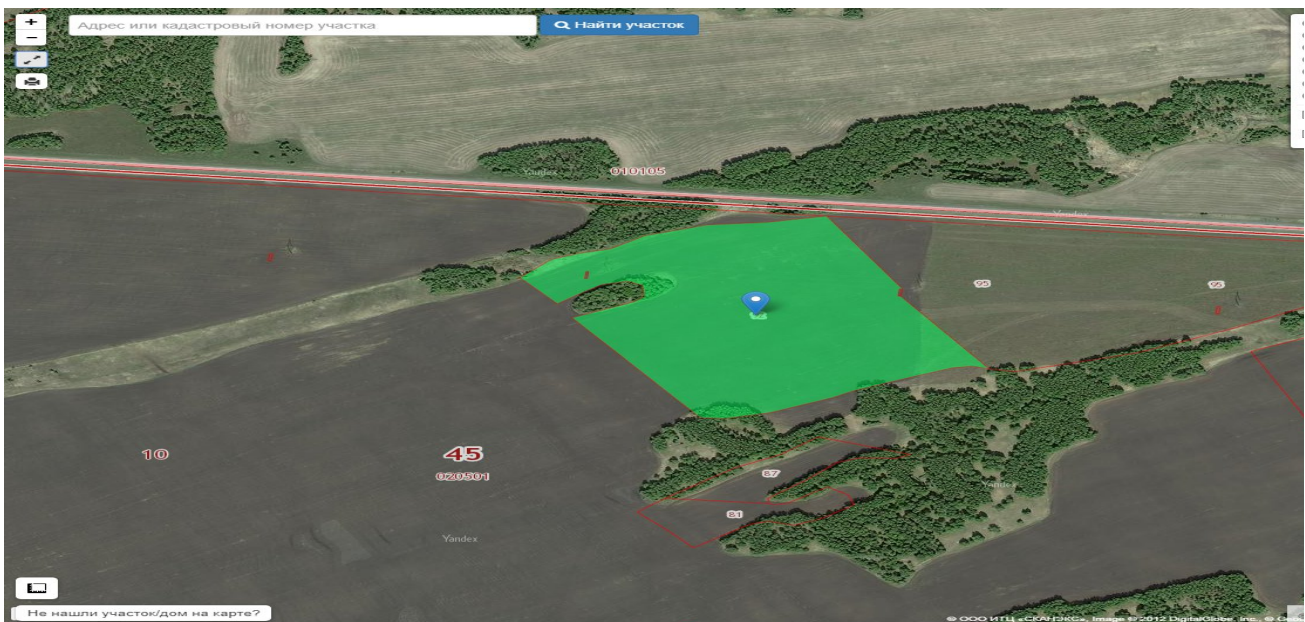 +
Адрес или кадастровый номер участка
Найти участок
−
Yandex
010105
Yandex
95
95
10
45
020501
87
Yandex
81
Yandex
Не нашли участок/дом на карте?
© ООО ИТЦ «СКАНЭКС», Image © 2012 DigitalGlobe, Inc., ©